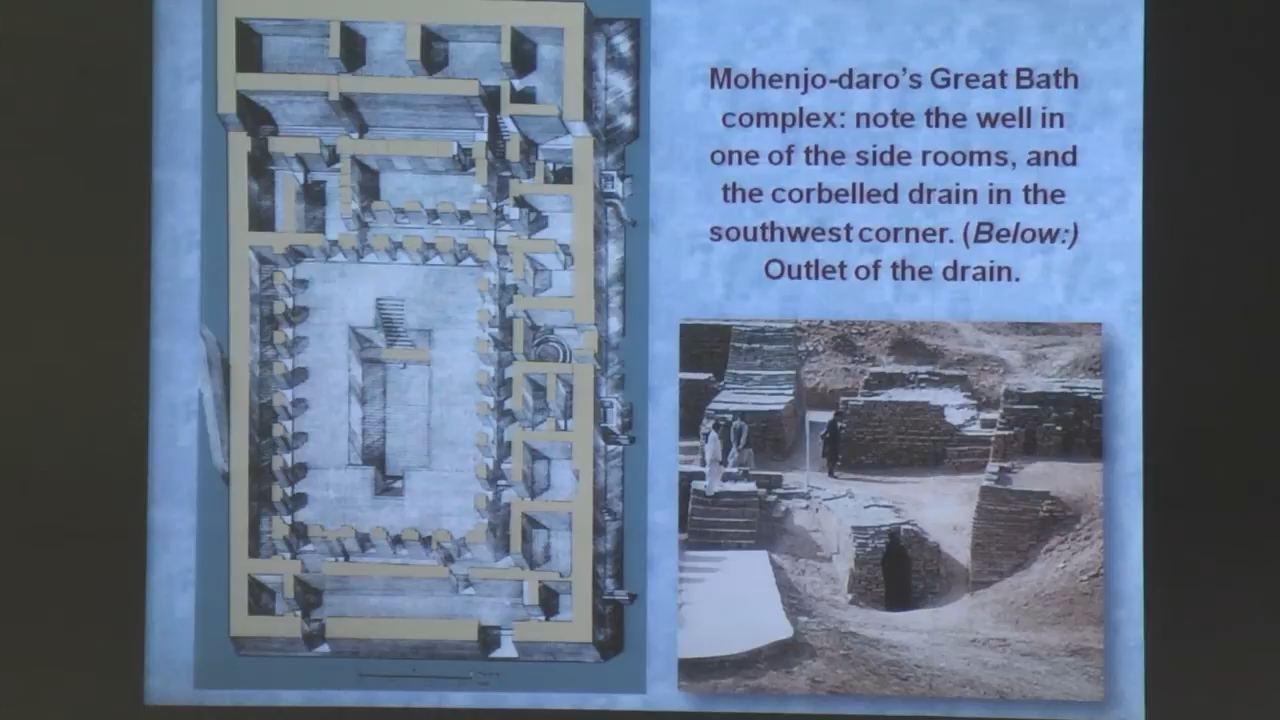 Mohenjo-daro's Great Bath
complex: note the well in
one of the side rooms, and
the corbelled drain in the
southwest corner. (Below:)
Outlet of the drain.